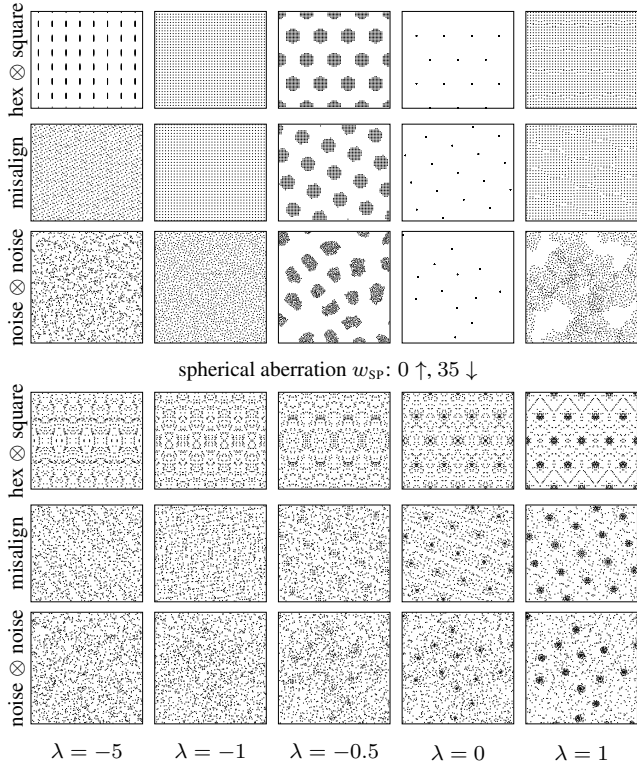 hex ⊗ square
misalign
noise ⊗ noise
spherical aberration w_SP: 0 ↑, 35 ↓
hex ⊗ square
misalign
noise ⊗ noise
λ = −5 λ = −1 λ = −0.5 λ = 0 λ = 1